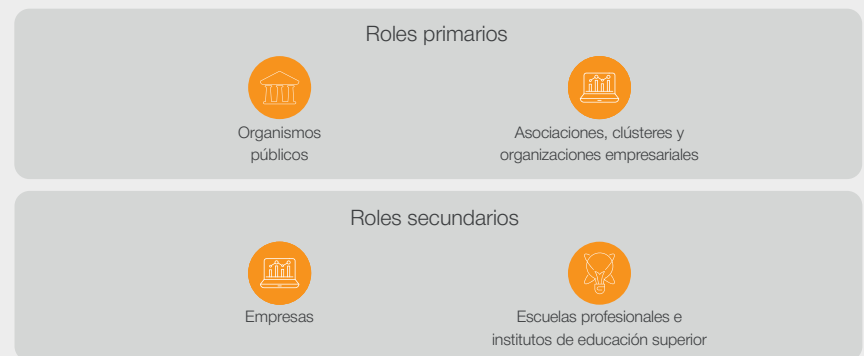 Roles primarios
Organismos
públicos
Asociaciones, clústeres y
organizaciones empresariales
Roles secundarios
Empresas
Escuelas profesionales e
institutos de educación superior